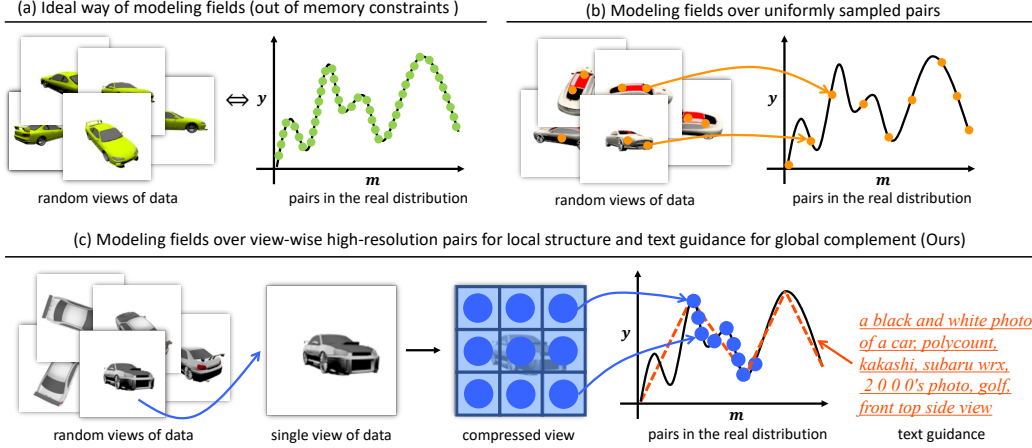 (a) Ideal way of modeling fields (out of memory constraints )
(b) Modeling fields over uniformly sampled pairs
y
m
random views of data
pairs in the real distribution
y
m
random views of data
pairs in the real distribution
(c) Modeling fields over view-wise high-resolution pairs for local structure and text guidance for global complement (Ours)
y
m
a black and white photo
of a car, polycount,
kakashi, subaru wrx,
2 0 0 0's photo, golf,
front top side view
random views of data
single view of data
compressed view
pairs in the real distribution
text guidance